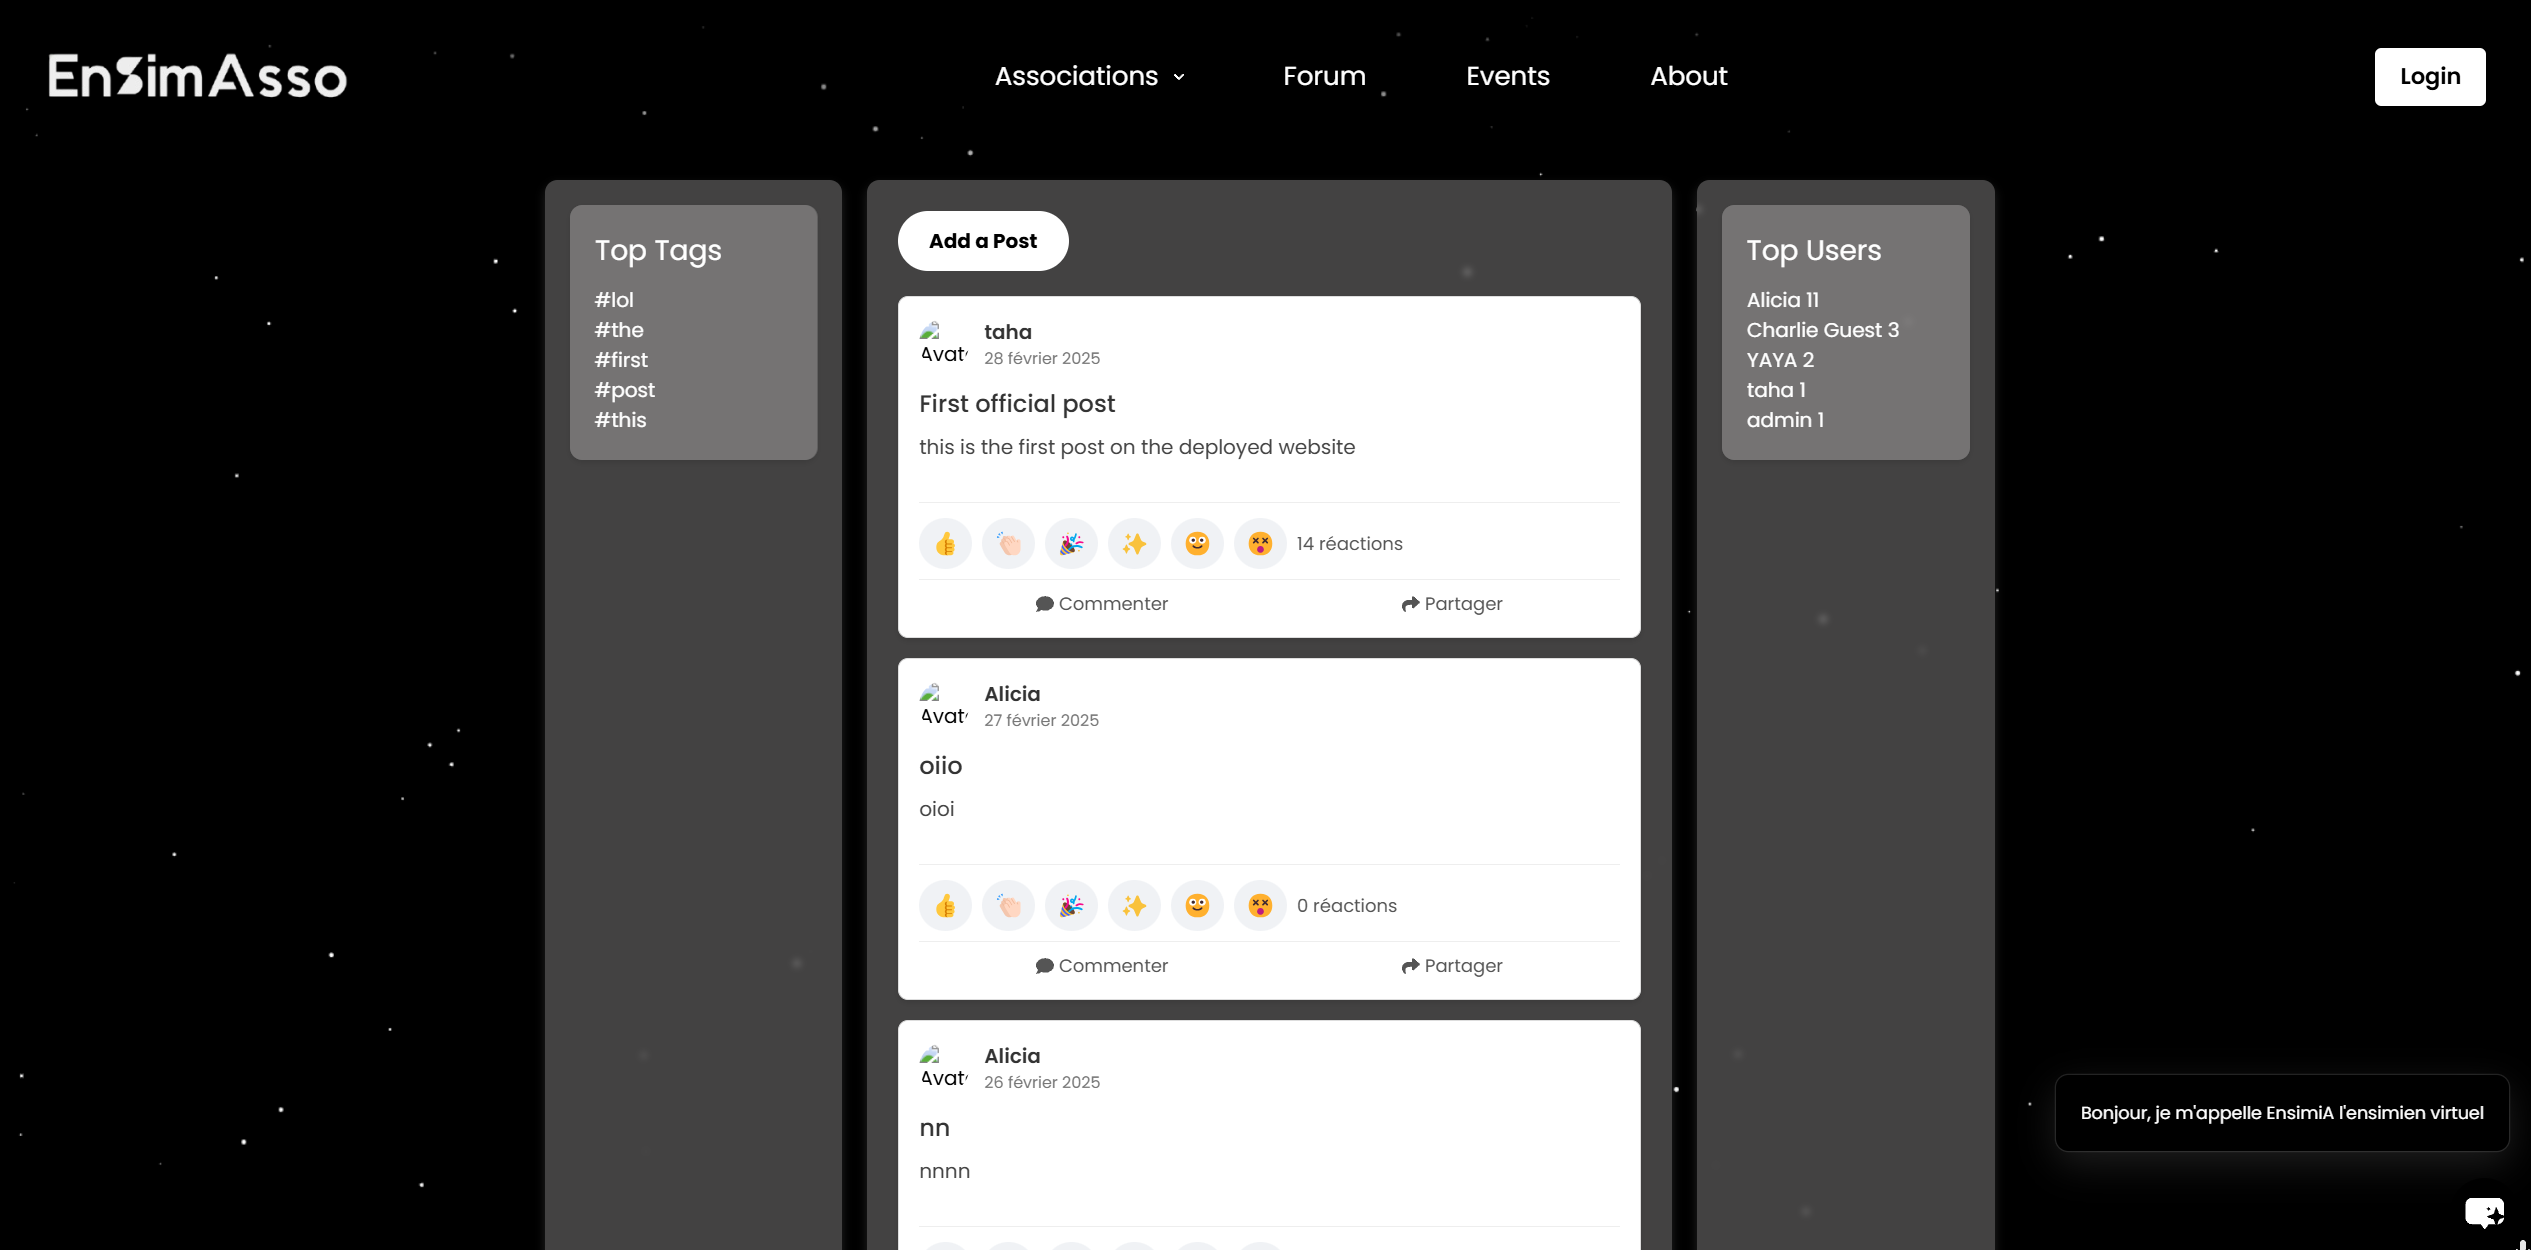 EnSimAsso
Associations
Forum
Events
About
Login
Top Tags
#lol
#the
#first
#post
#this
Add a Post
taha
28 février 2025
First official post
this is the first post on the deployed website
14 réactions
Commenter
Partager
Alicia
27 février 2025
oiio
oioi
0 réactions
Commenter
Partager
Alicia
26 février 2025
nn
nnnn
Top Users
Alicia 11
Charlie Guest 3
YAYA 2
taha 1
admin 1
Bonjour, je m'appelle EnsimiA l'ensimien virtuel